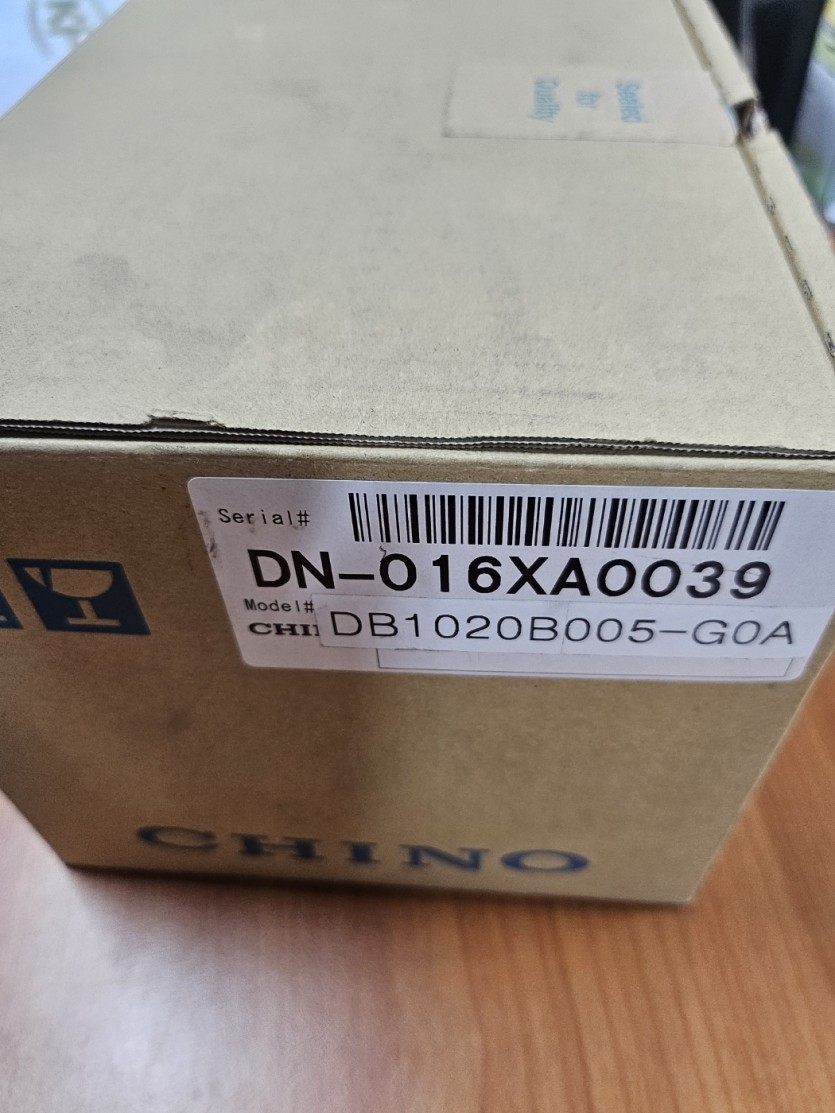 Sealed
for
Quality
Serial#
DN-016XA0039
Model#
DB1020B005-G0A
CHINO